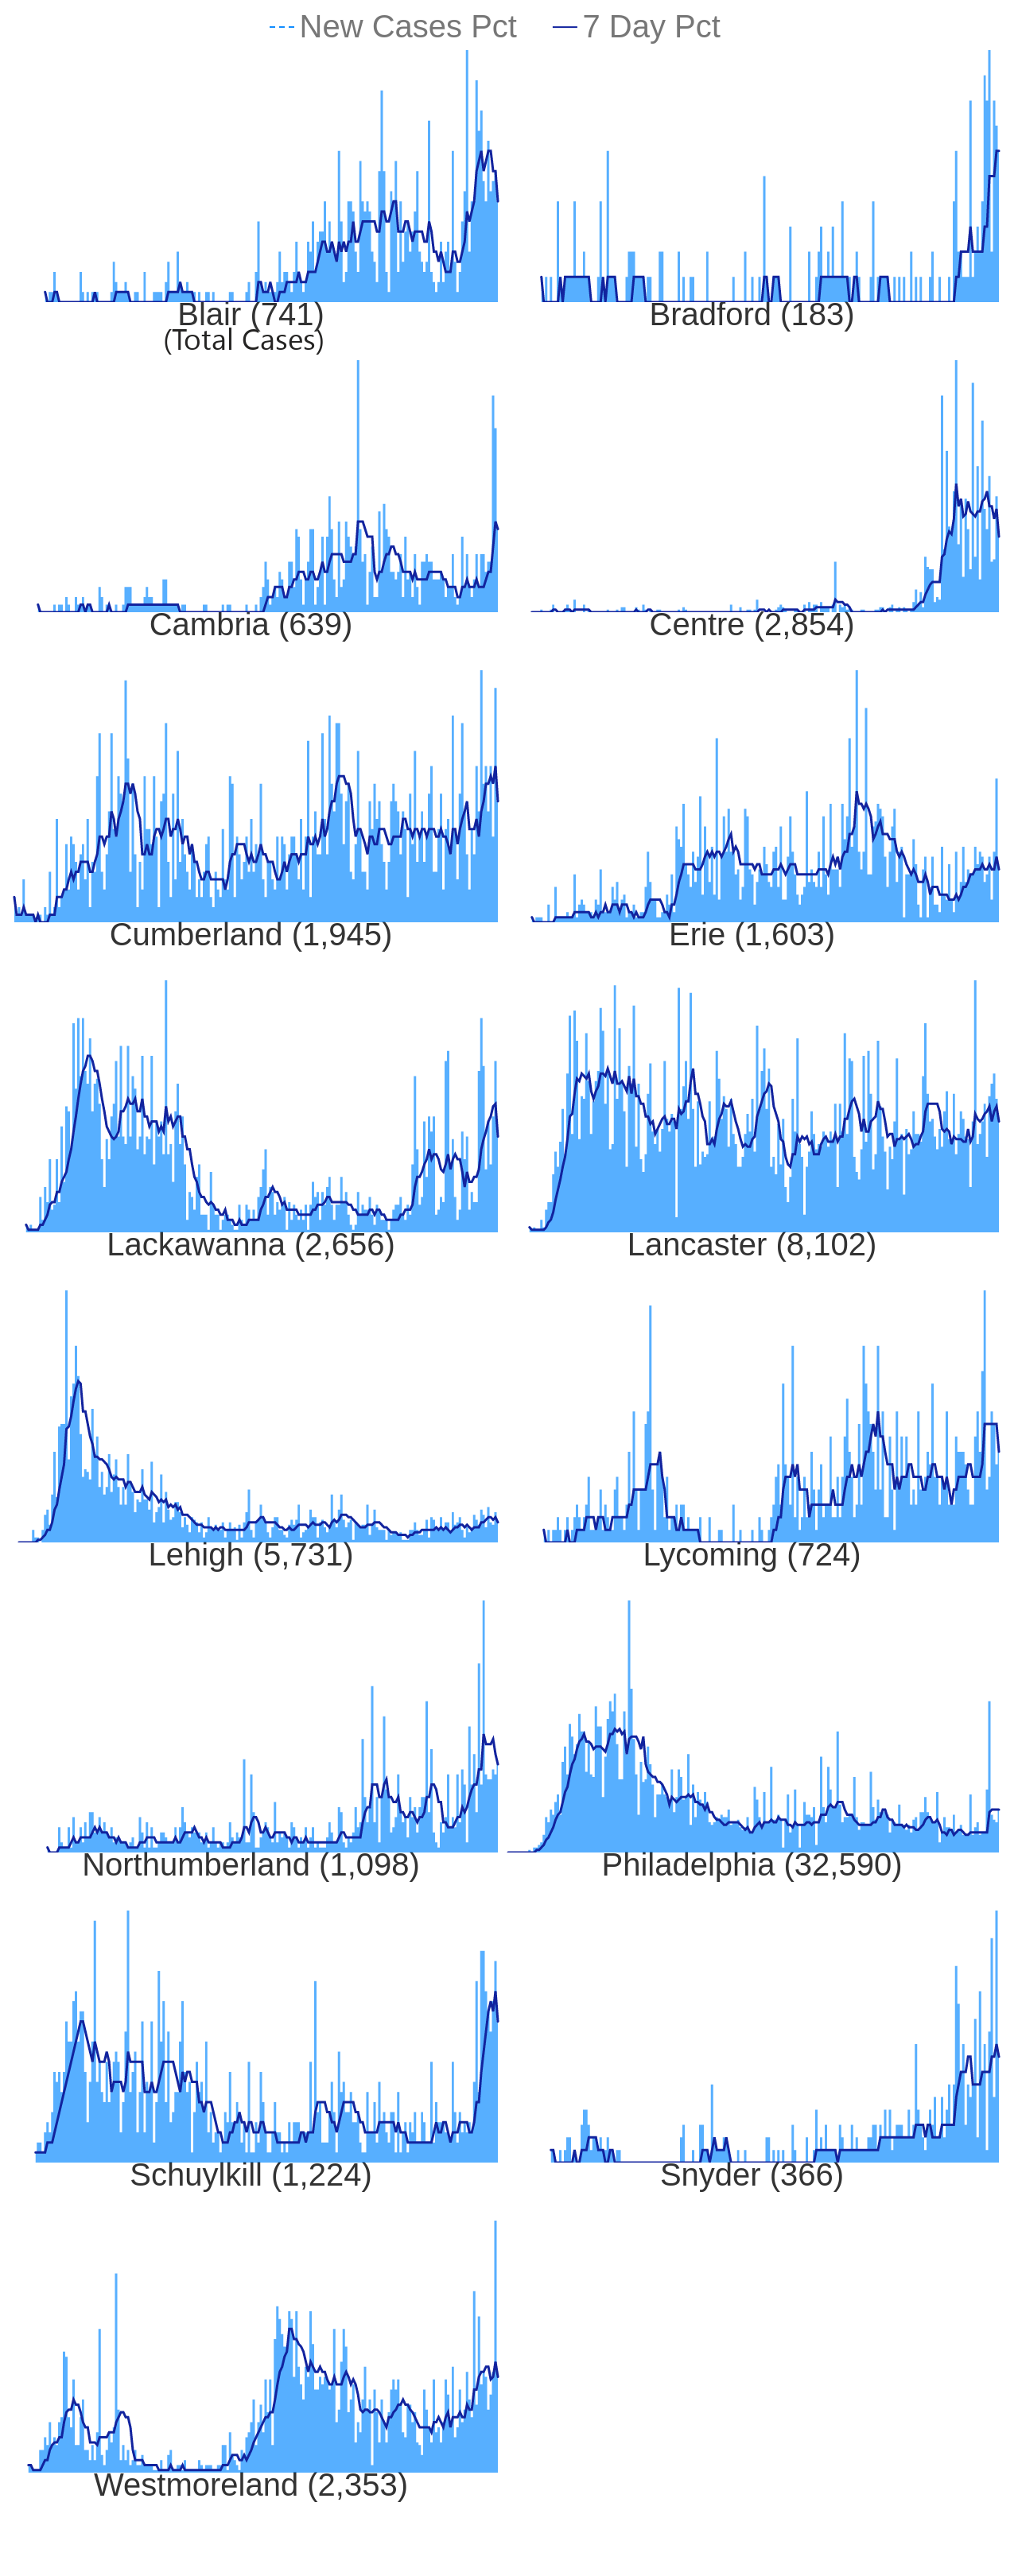 New Cases Pct 7 Day Pct
Blair (741) Bradford (183)
(Total Cases)
Cambria (639) Centre (2,854)
Cumberland (1,945) Erie (1,603)
Lackawanna (2,656) Lancaster (8,102)
Lehigh (5,731) Lycoming (724)
Northumberland (1,098) Philadelphia (32,590)
Schuylkill (1,224) Snyder (366)
Westmoreland (2,353)